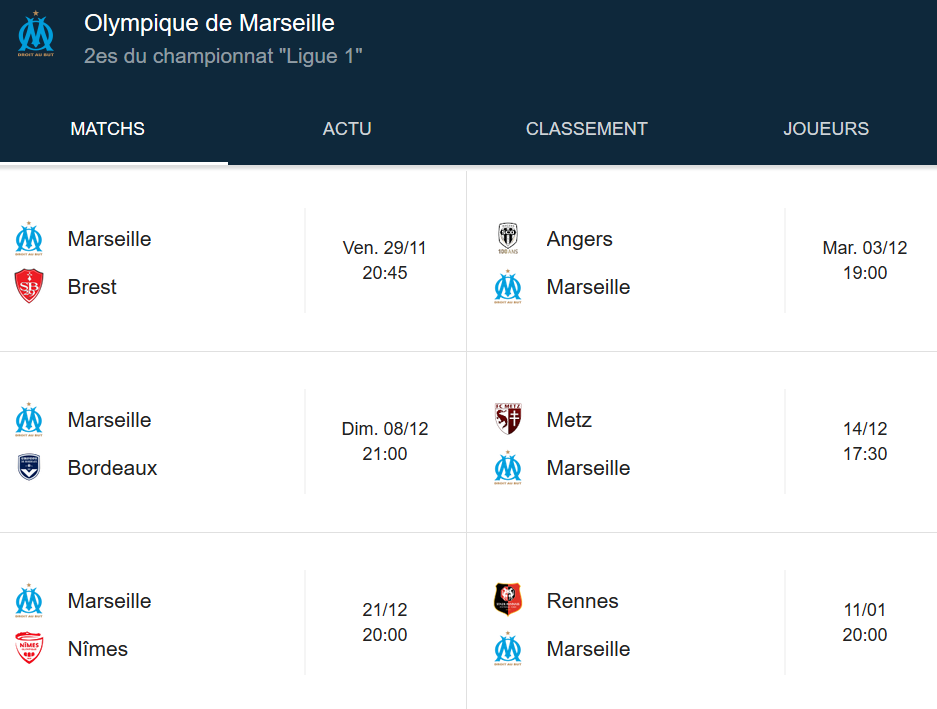 Olympique de Marseille
2es du championnat "Ligue 1"
MATCHS
ACTU
CLASSEMENT
JOUEURS
Marseille
Brest
Ven. 29/11
20:45
Angers
Marseille
Mar. 03/12
19:00
Marseille
Bordeaux
Dim. 08/12
21:00
Metz
Marseille
14/12
17:30
Marseille
Nîmes
21/12
20:00
Rennes
Marseille
11/01
20:00